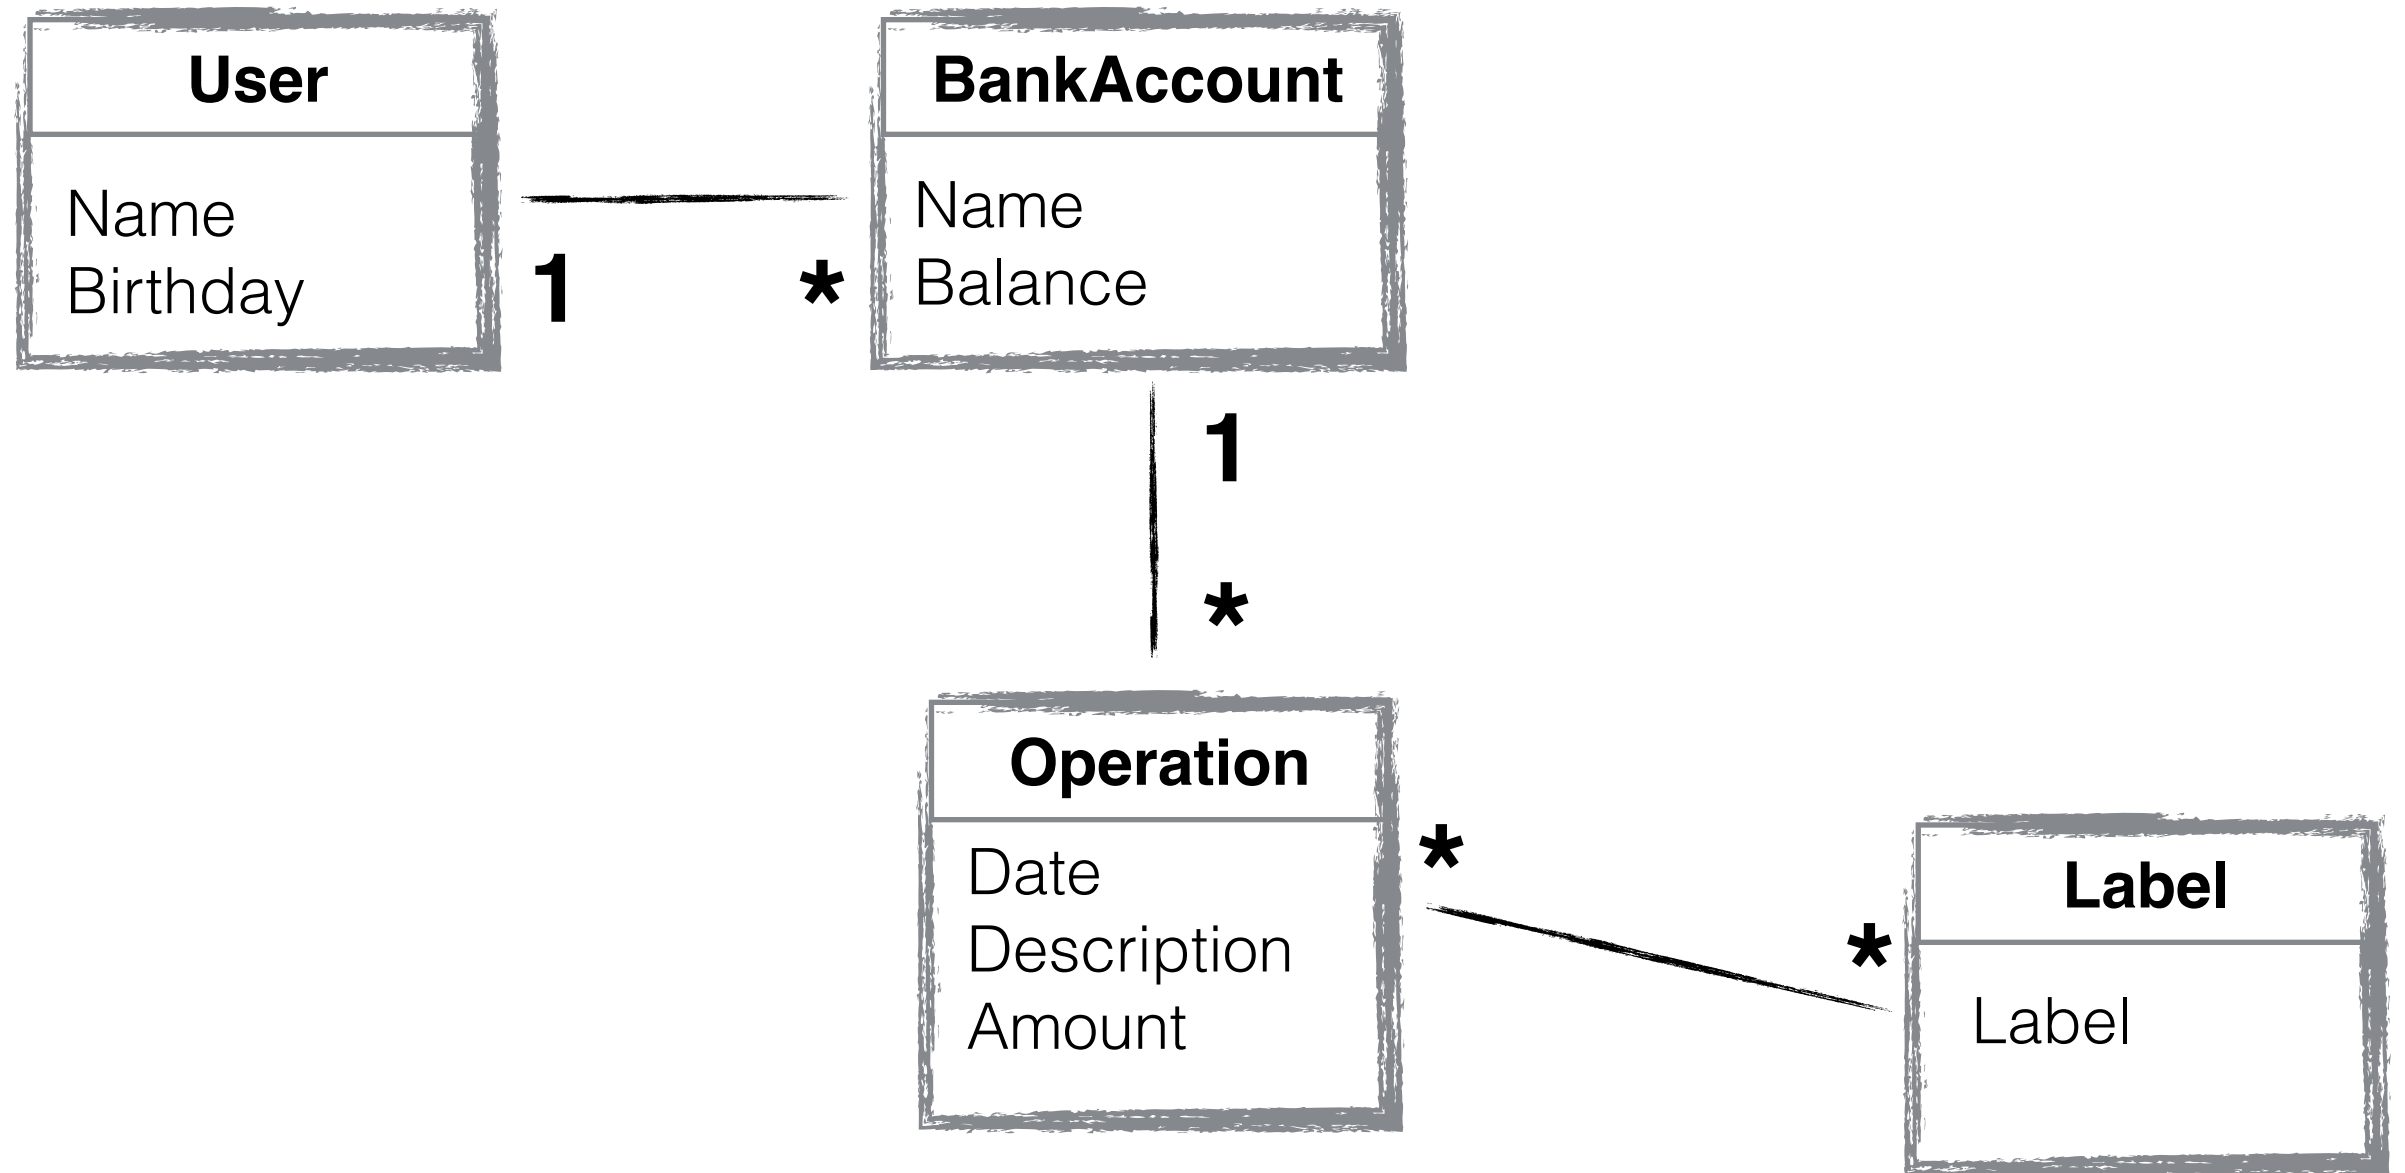 User
Name
Birthday
1
*
BankAccount
Name
Balance
1
*
Operation
Date
Description
Amount
*
*
Label
Label